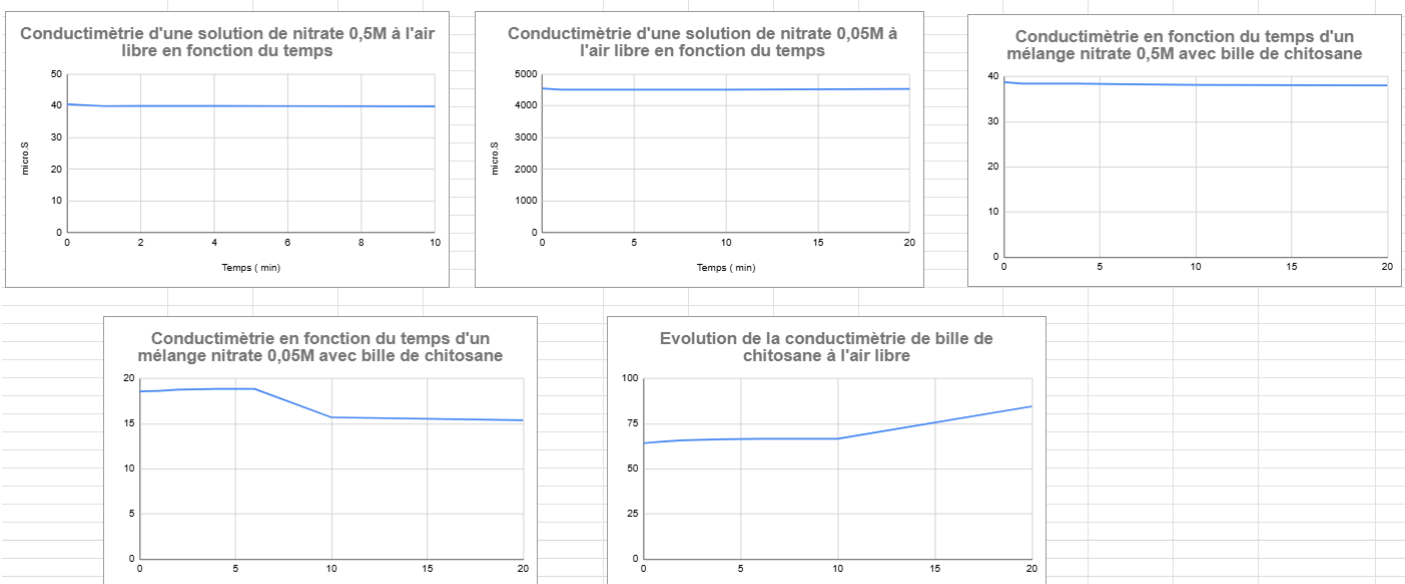 Conductimètrie d'une solution de nitrate 0,5M à l'air
libre en fonction du temps
50
40
30
20
10
0
micro.S
0 2 4 6 8 10
Temps ( min)
Conductimètrie d'une solution de nitrate 0,05M à
l'air libre en fonction du temps
5000
4000
3000
2000
1000
0
micro.S
0 5 10 15 20
Temps ( min)
Conductimètrie en fonction du temps d'un
mélange nitrate 0,5M avec bille de chitosane
40
30
20
10
0
0 5 10 15 20
Conductimètrie en fonction du temps d'un
mélange nitrate 0,05M avec bille de chitosane
20
15
10
5
0
0 5 10 15 20
Evolution de la conductimètrie de bille de
chitosane à l'air libre
100
75
50
25
0
0 5 10 15 20